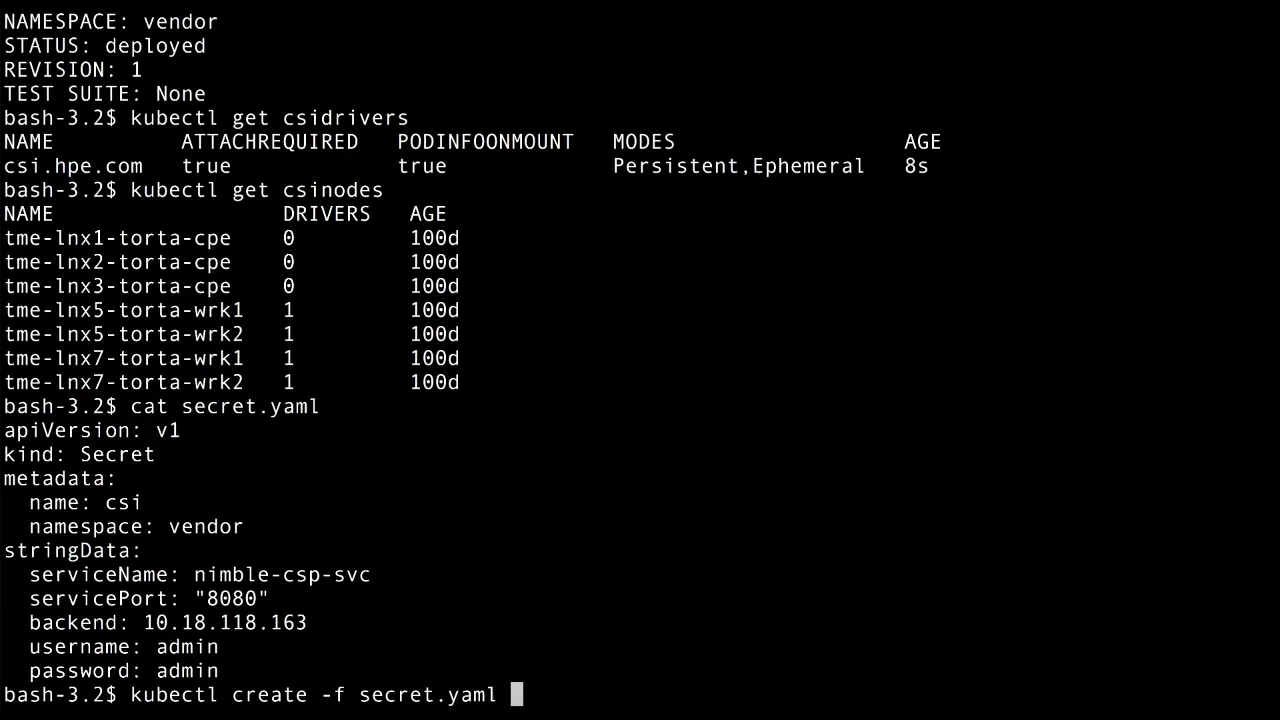 NAMESPACE: vendor
STATUS: deployed
REVISION: 1
TEST SUITE: None
bash-3.2$ kubectl get csidrivers
NAME          ATTACHREQUIRED   PODINFOONMOUNT   MODES                  AGE
csi.hpe.com   true             true             Persistent,Ephemeral   8s
bash-3.2$ kubectl get csinodes
NAME                  DRIVERS   AGE
tme-lnx1-torta-cpe    0         100d
tme-lnx2-torta-cpe    0         100d
tme-lnx3-torta-cpe    0         100d
tme-lnx5-torta-wrk1   1         100d
tme-lnx5-torta-wrk2   1         100d
tme-lnx7-torta-wrk1   1         100d
tme-lnx7-torta-wrk2   1         100d
bash-3.2$ cat secret.yaml
apiVersion: v1
kind: Secret
metadata:
  name: csi
  namespace: vendor
stringData:
  serviceName: nimble-csp-svc
  servicePort: "8080"
  backend: 10.18.118.163
  username: admin
  password: admin
bash-3.2$ kubectl create -f secret.yaml